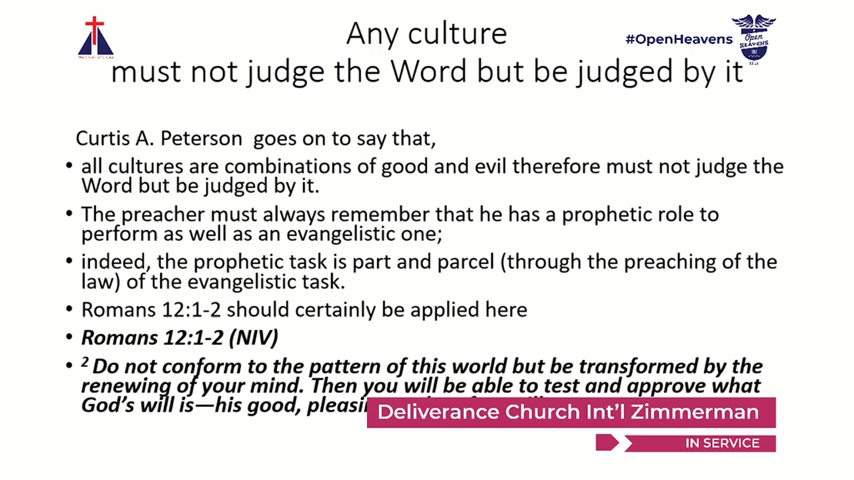 Any culture
must not judge the Word but be judged by it
#OpenHeavens
Open
HEAVENS
Curtis A. Peterson  goes on to say that,
• all cultures are combinations of good and evil therefore must not judge the
Word but be judged by it.
• The preacher must always remember that he has a prophetic role to
perform as well as an evangelistic one;
• indeed, the prophetic task is part and parcel (through the preaching of the
law) of the evangelistic task.
• Romans 12:1-2 should certainly be applied here
• Romans 12:1-2 (NIV)
• 2 Do not conform to the pattern of this world but be transformed by the
renewing of your mind. Then you will be able to test and approve what
God's will is—his good,
Deliverance Church Int'l Zimmerman
IN SERVICE